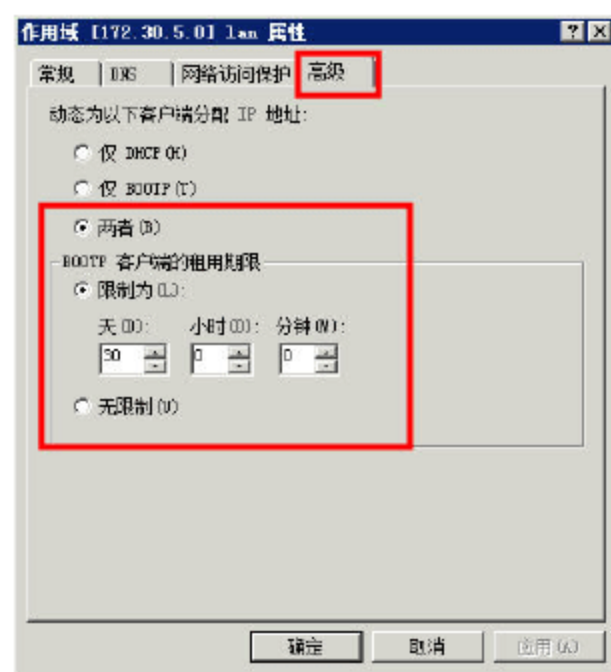 作用域 [172.30.5.0] lan 属性
常规 DNS 网络访问保护 高级
动态为以下客户端分配 IP 地址:
仅 DHCP(H)
仅 BOOTP(T)
两者(B)
BOOTP 客户端的租用期限
限制为(L):
天(D): 小时(O): 分钟(N):
30 0 0
无限制(U)
确定 取消 应用(A)